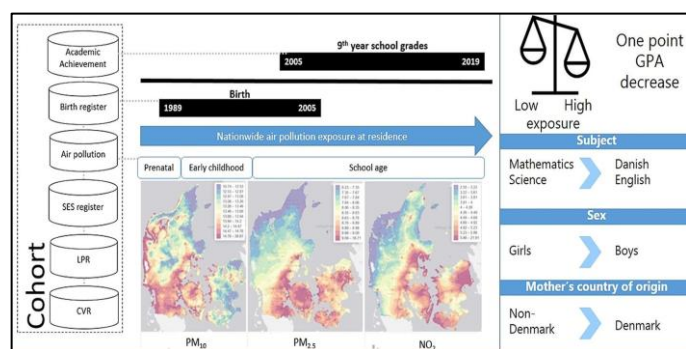 Cohort
Academic
Achievement
Birth register
Air pollution
SES register
LPR
CVR
9th year school grades
2005 2019
Birth
1989 2005
Nationwide air pollution exposure at residence
Prenatal Early childhood School age
PM10 PM2.5 NO2
One point
GPA
decrease
Low High
exposure
Subject
Mathematics Danish
Science English
Sex
Girls Boys
Mother's country of origin
Non-
Denmark Denmark